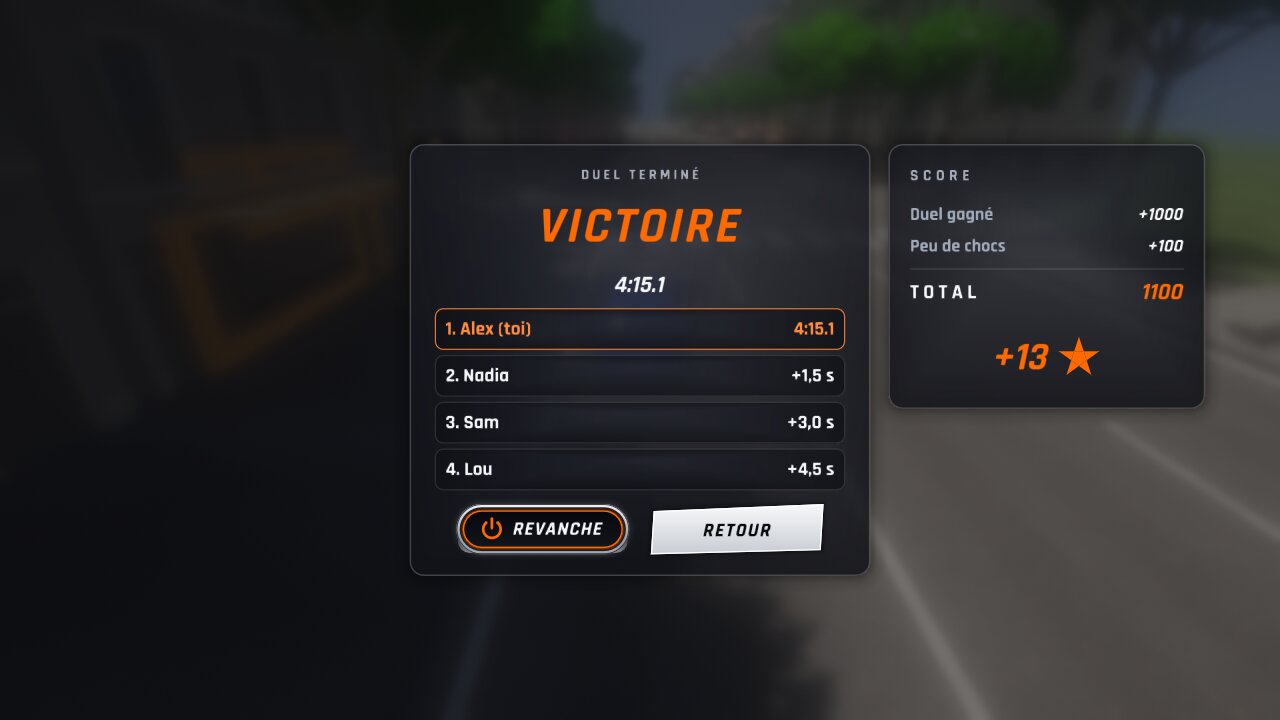 DUEL TERMINÉ
VICTOIRE
4:15.1
1. Alex (toi) 4:15.1
2. Nadia +1,5 s
3. Sam +3,0 s
4. Lou +4,5 s
REVANCHE
RETOUR
SCORE
Duel gagné +1000
Peu de chocs +100
TOTAL 1100
+13 ★